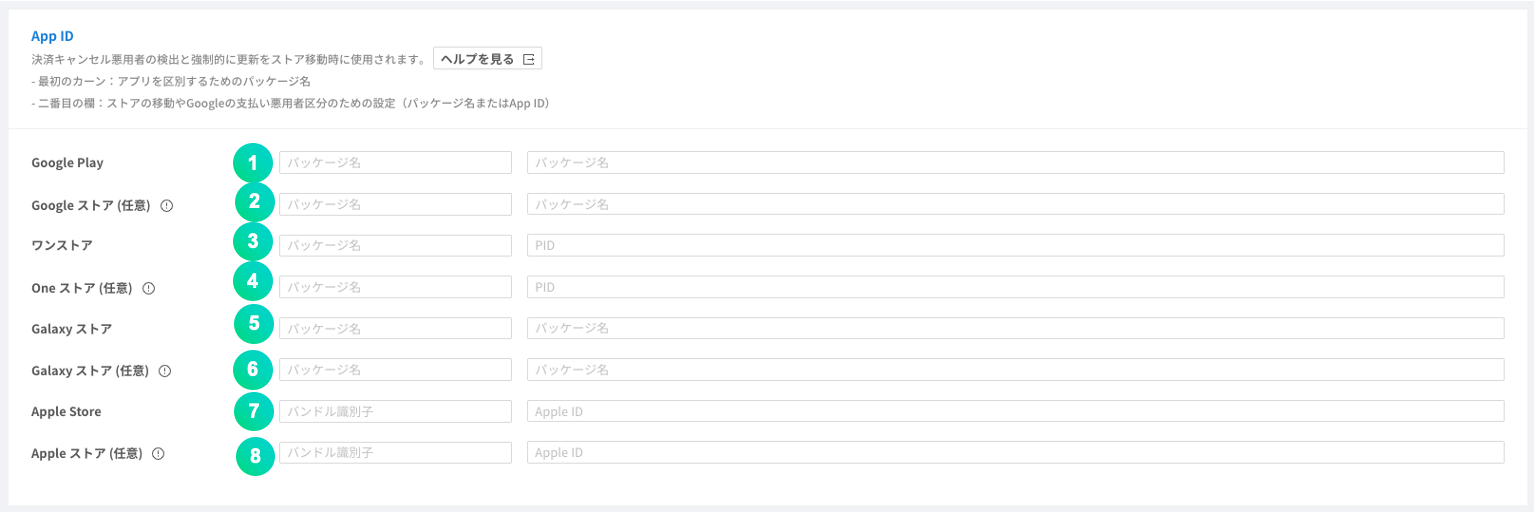 App ID
決済キャンセル悪用者の検出と強制的に更新をストア移動時に使用されます。 ヘルプを見る
- 最初のカーン：アプリを区別するためのパッケージ名
- 二番目の欄：ストアの移動やGoogleの支払い悪用者区分のための設定（パッケージ名またはApp ID）
Google Play 1 パッケージ名 パッケージ名
Google ストア (任意) 2 パッケージ名 パッケージ名
ワンストア 3 パッケージ名 PID
One ストア (任意) 4 パッケージ名 PID
Galaxy ストア 5 パッケージ名 パッケージ名
Galaxy ストア (任意) 6 パッケージ名 パッケージ名
Apple Store 7 バンドル識別子 Apple ID
Apple ストア (任意) 8 バンドル識別子 Apple ID